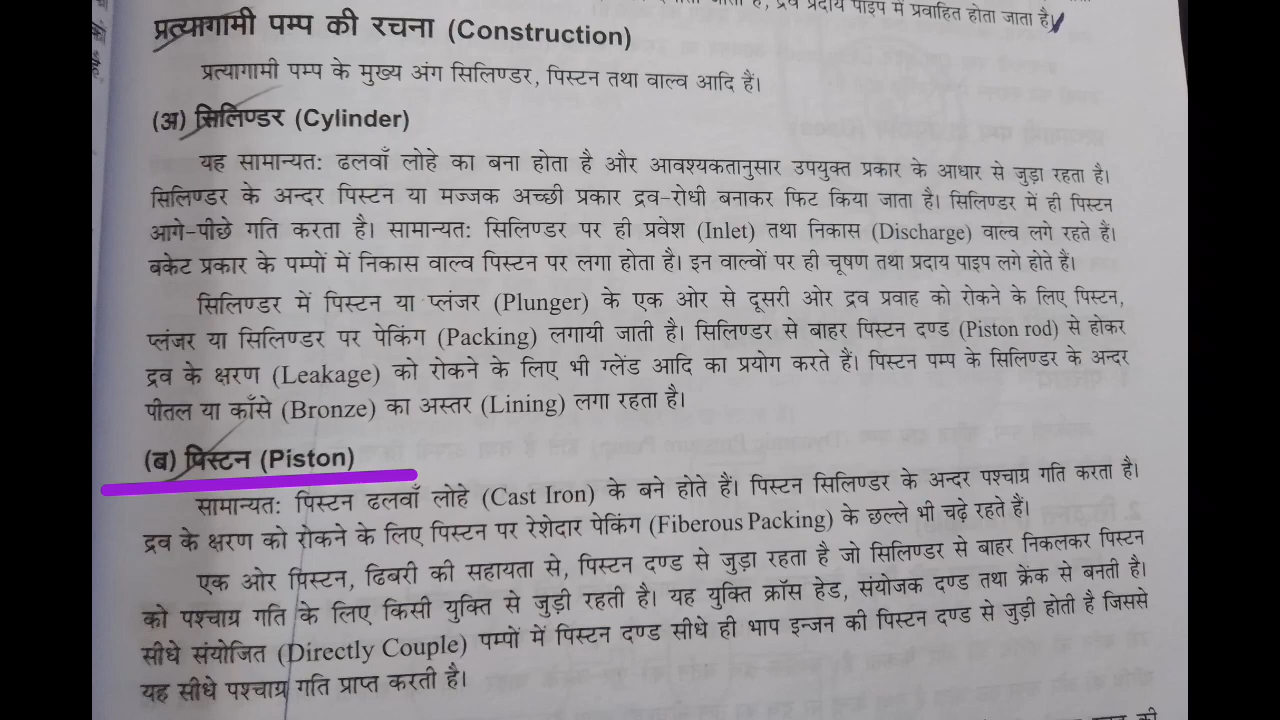 द्रव प्रदाय पाइप में प्रवाहित होता जाता है।
प्रत्यागामी पम्प की रचना (Construction)
प्रत्यागामी पम्प के मुख्य अंग सिलिण्डर, पिस्टन तथा वाल्व आदि हैं।
(अ) सिलिण्डर (Cylinder)
यह सामान्यत: ढलवाँ लोहे का बना होता है और आवश्यकतानुसार उपयुक्त प्रकार के आधार से जुड़ा रहता है।
सिलिण्डर के अन्दर पिस्टन या मज्जक अच्छी प्रकार द्रव-रोधी बनाकर फिट किया जाता है। सिलिण्डर में ही पिस्टन
आगे-पीछे गति करता है। सामान्यत: सिलिण्डर पर ही प्रवेश (Inlet) तथा निकास (Discharge) वाल्व लगे रहते हैं।
बकेट प्रकार के पम्पों में निकास वाल्व पिस्टन पर लगा होता है। इन वाल्वों पर ही चूषण तथा प्रदाय पाइप लगे होते हैं।
सिलिण्डर में पिस्टन या प्लंजर (Plunger) के एक ओर से दूसरी ओर द्रव प्रवाह को रोकने के लिए पिस्टन,
प्लंजर या सिलिण्डर पर पेकिंग (Packing) लगायी जाती है। सिलिण्डर से बाहर पिस्टन दण्ड (Piston rod) से होकर
द्रव के क्षरण (Leakage) को रोकने के लिए भी ग्लेंड आदि का प्रयोग करते हैं। पिस्टन पम्प के सिलिण्डर के अन्दर
पीतल या काँसे (Bronze) का अस्तर (Lining) लगा रहता है।
(ब) पिस्टन (Piston)
सामान्यत: पिस्टन ढलवाँ लोहे (Cast Iron) के बने होते हैं। पिस्टन सिलिण्डर के अन्दर पश्चाग्र गति करता है।
द्रव के क्षरण को रोकने के लिए पिस्टन पर रेशेदार पेकिंग (Fiberous Packing) के छल्ले भी चढ़े रहते हैं।
एक ओर पिस्टन, ढिबरी की सहायता से, पिस्टन दण्ड से जुड़ा रहता है जो सिलिण्डर से बाहर निकलकर पिस्टन
को पश्चाग्र गति के लिए किसी युक्ति से जुड़ी रहती है। यह युक्ति क्रॉस हेड, संयोजक दण्ड तथा क्रेंक से बनती है।
सीधे संयोजित (Directly Couple) पम्पों में पिस्टन दण्ड सीधे ही भाप इन्जन की पिस्टन दण्ड से जुड़ी होती है जिससे
यह सीधे पश्चाग्र गति प्राप्त करती है।